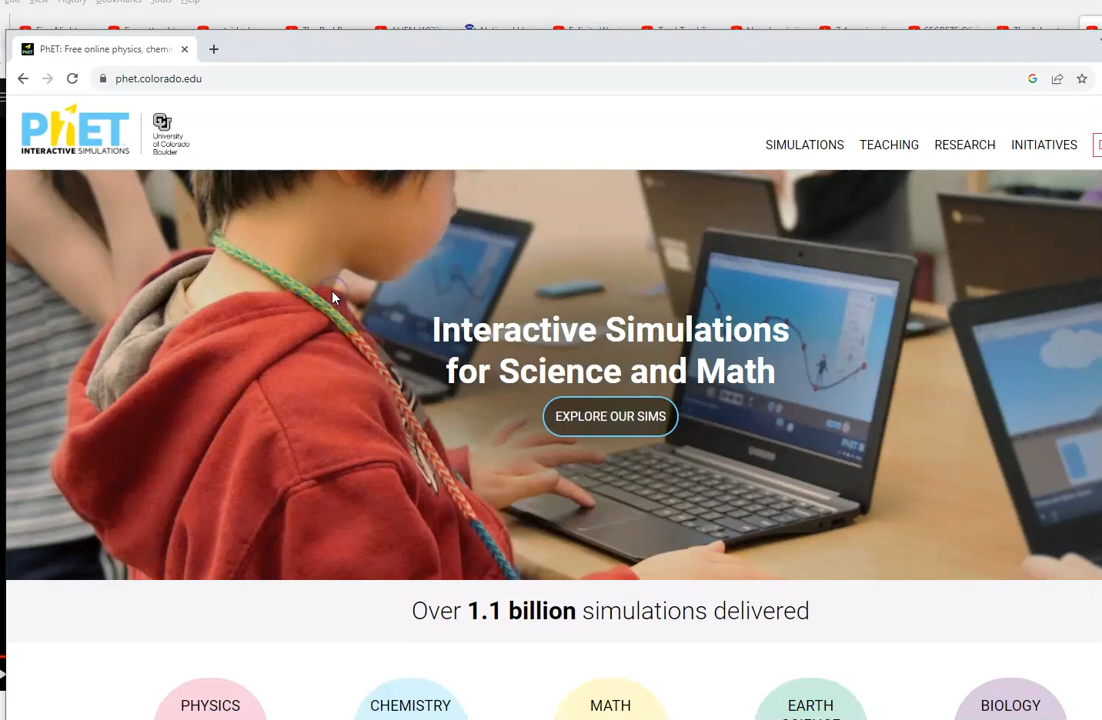 PhET: Free online physics, chemi
phet.colorado.edu
PhET
INTERACTIVE SIMULATIONS
University
of Colorado
Boulder
SIMULATIONS TEACHING RESEARCH INITIATIVES
Interactive Simulations
for Science and Math
EXPLORE OUR SIMS
Over 1.1 billion simulations delivered
PHYSICS CHEMISTRY MATH EARTH BIOLOGY